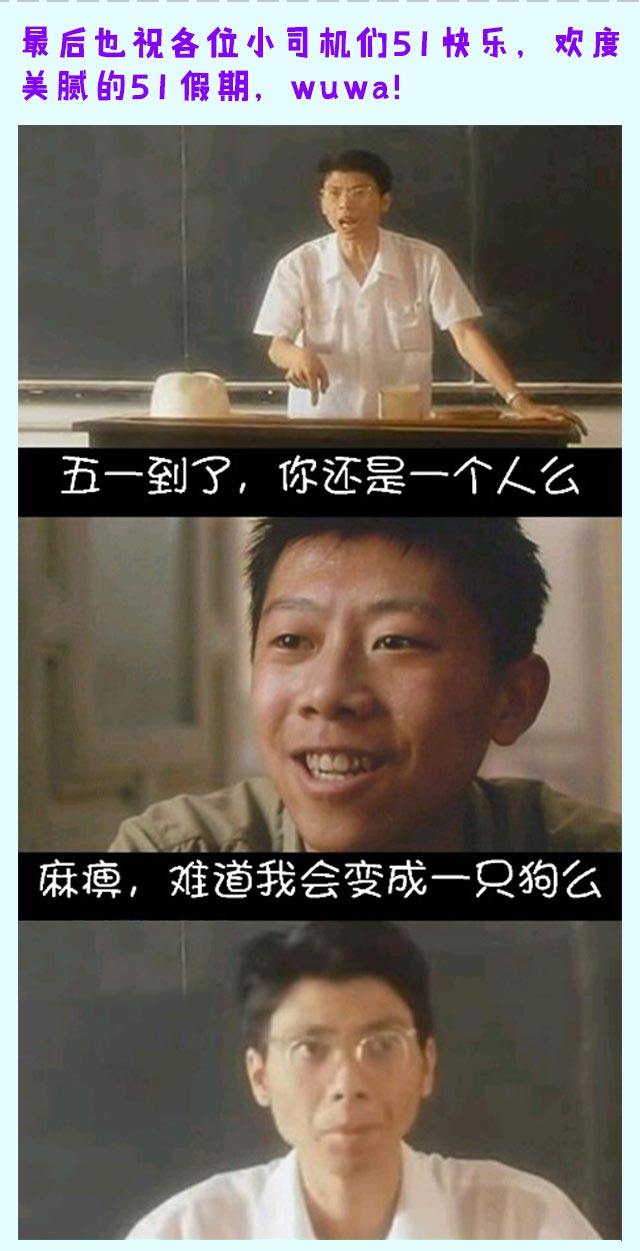 最后也祝各位小司机们51快乐，欢度
美腻的51假期，wuwa!
五一到了，你还是一个人么
麻痹，难道我会变成一只狗么